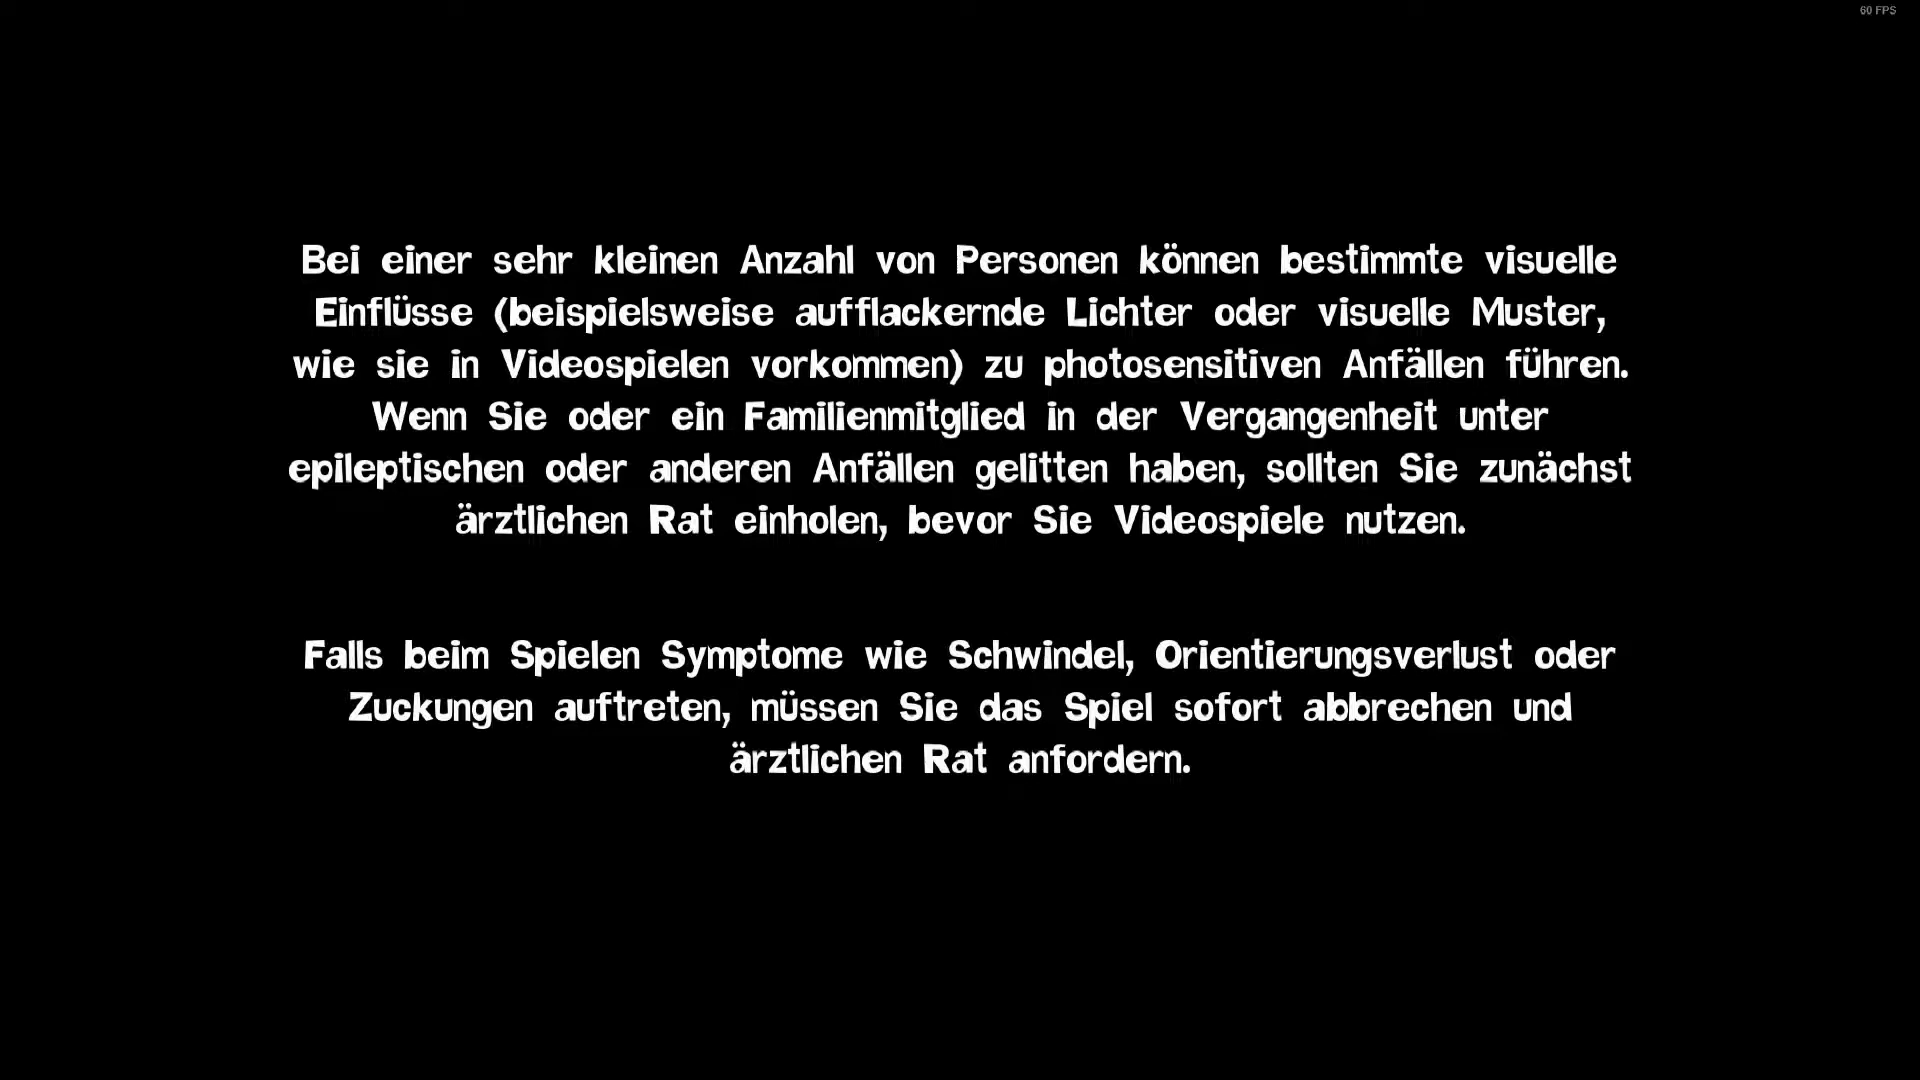 60 FPS
Bei einer sehr kleinen Anzahl von Personen können bestimmte visuelle
Einflüsse (beispielsweise aufflackernde Lichter oder visuelle Muster,
wie sie in Videospielen vorkommen) zu photosensitiven Anfällen führen.
Wenn Sie oder ein Familienmitglied in der Vergangenheit unter
epileptischen oder anderen Anfällen gelitten haben, sollten Sie zunächst
ärztlichen Rat einholen, bevor Sie Videospiele nutzen.
Falls beim Spielen Symptome wie Schwindel, Orientierungsverlust oder
Zuckungen auftreten, müssen Sie das Spiel sofort abbrechen und
ärztlichen Rat anfordern.